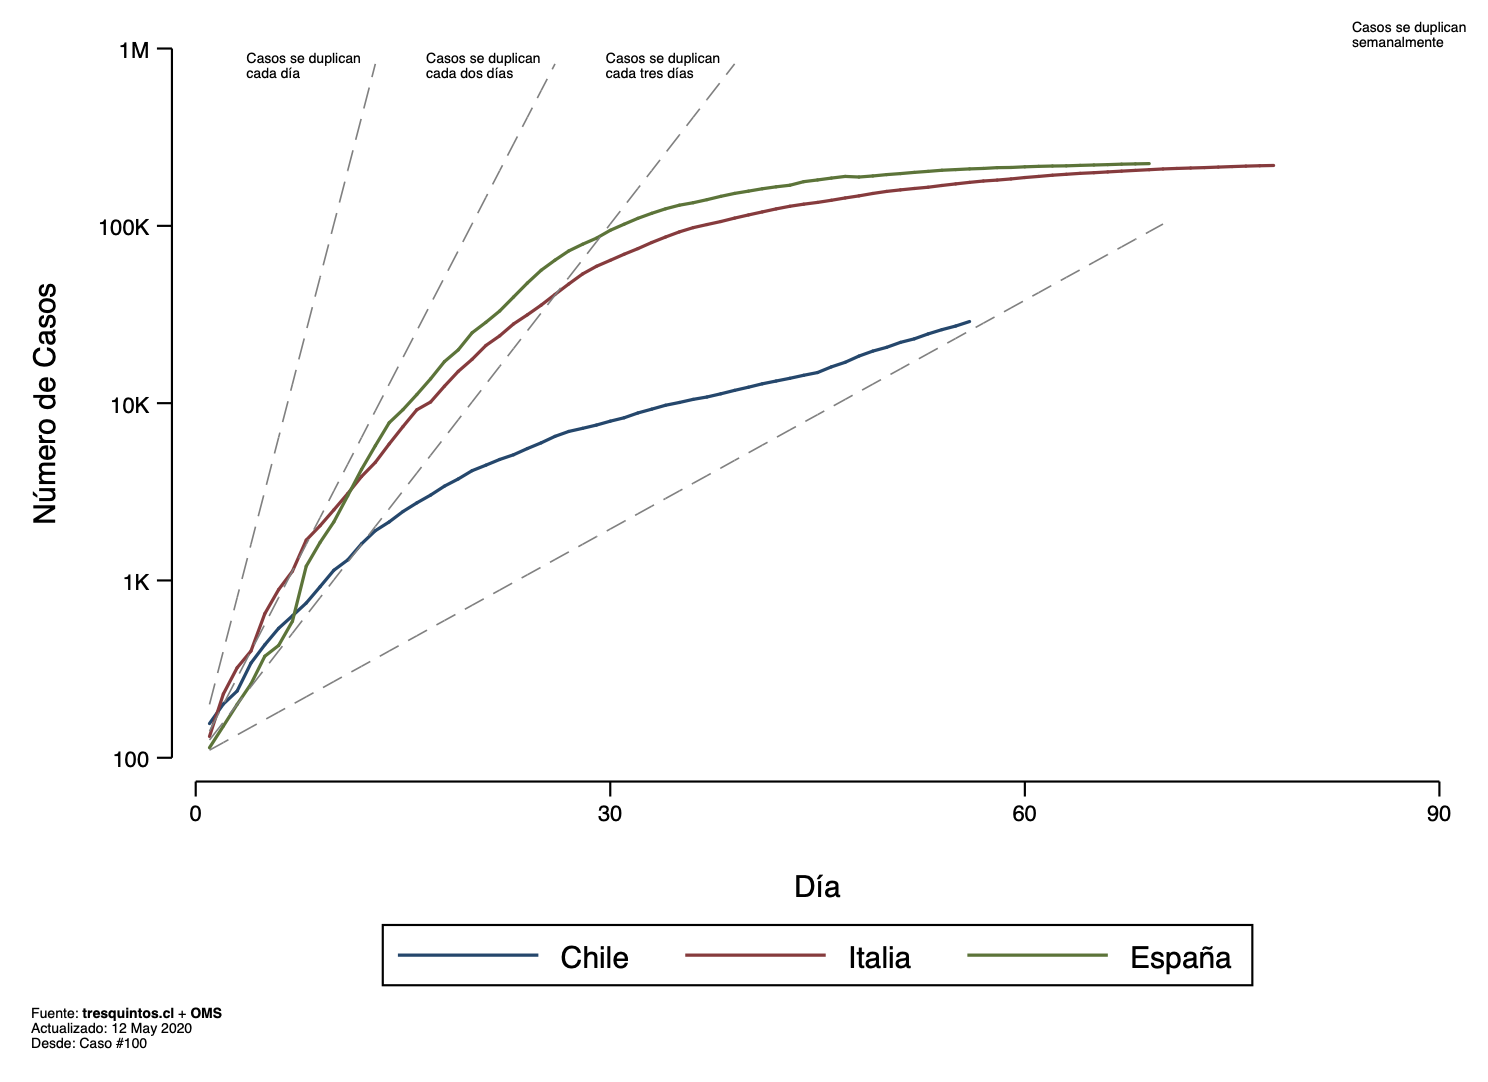 Casos se duplican
semanalmente
Casos se duplican
cada día
Casos se duplican
cada dos días
Casos se duplican
cada tres días
1M
100K
10K
1K
100
Número de Casos
0
30
60
90
Día
Chile
Italia
España
Fuente: tresquintos.cl + OMS
Actualizado: 12 May 2020
Desde: Caso #100